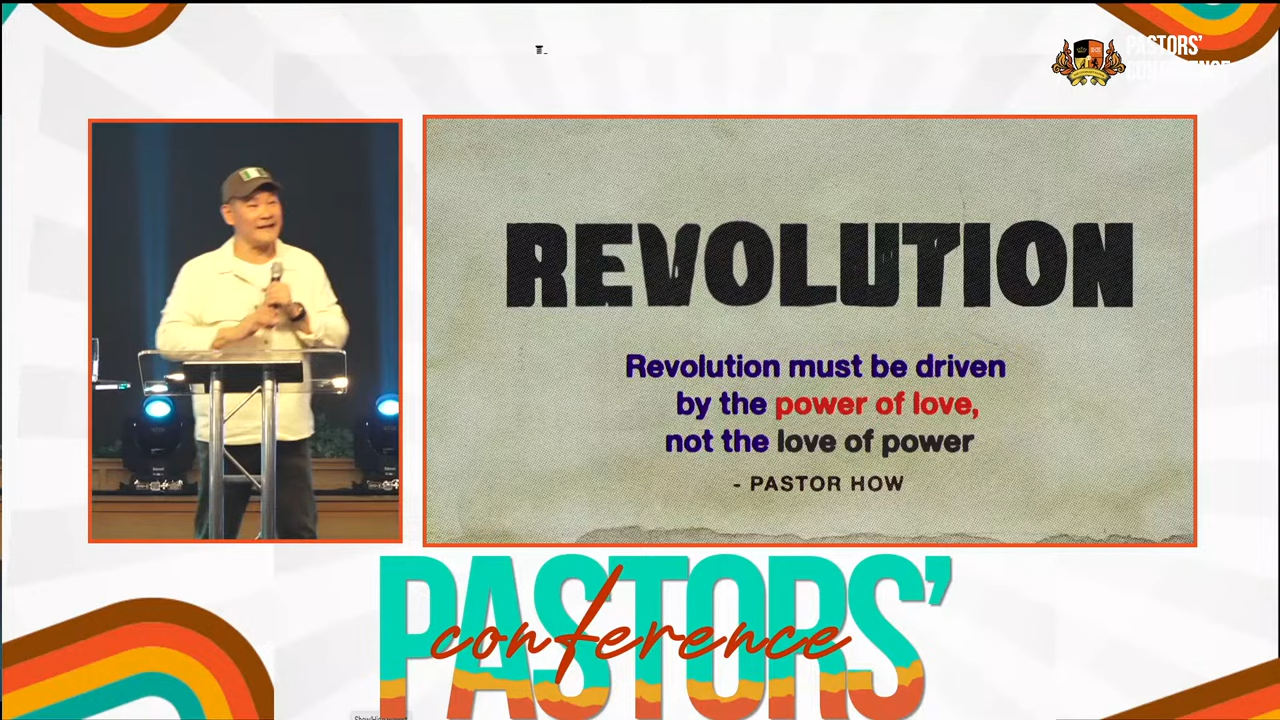 PASTORS'
CONFERENCE
REVOLUTION
Revolution must be driven
by the power of love,
not the love of power
- PASTOR HOW
PASTORS'
conference